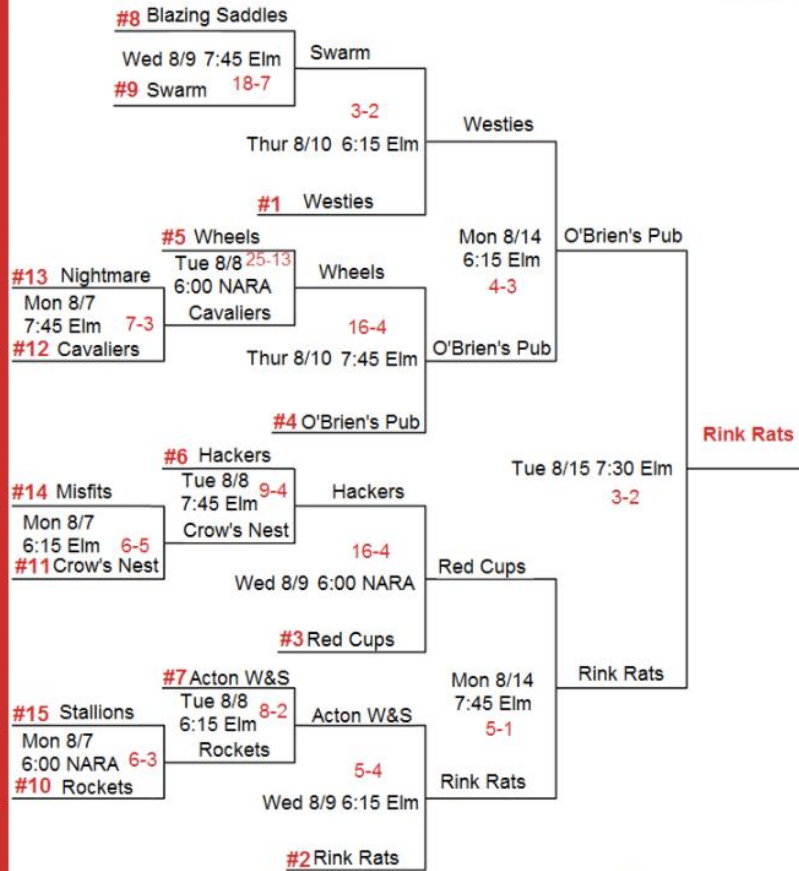 #8 Blazing Saddles
Wed 8/9 7:45 Elm
18-7
#9 Swarm
Swarm
3-2
Thur 8/10 6:15 Elm
#1 Westies
Westies
#5 Wheels
Tue 8/8 25-13
6:00 NARA
Cavaliers
#13 Nightmare
Mon 8/7
7:45 Elm 7-3
#12 Cavaliers
Wheels
16-4
Thur 8/10 7:45 Elm
#4 O'Brien's Pub
O'Brien's Pub
Mon 8/14
6:15 Elm
4-3
O'Brien's Pub
#6 Hackers
Tue 8/8
7:45 Elm 9-4
Crow's Nest
#14 Misfits
Mon 8/7
6:15 Elm 6-5
#11 Crow's Nest
Hackers
16-4
Wed 8/9 6:00 NARA
#3 Red Cups
Red Cups
#7 Acton W&S
Tue 8/8
6:15 Elm 8-2
Rockets
#15 Stallions
Mon 8/7
6:00 NARA 6-3
#10 Rockets
Acton W&S
5-4
Wed 8/9 6:15 Elm
#2 Rink Rats
Rink Rats
Mon 8/14
7:45 Elm
5-1
Rink Rats
Tue 8/15 7:30 Elm
3-2
Rink Rats